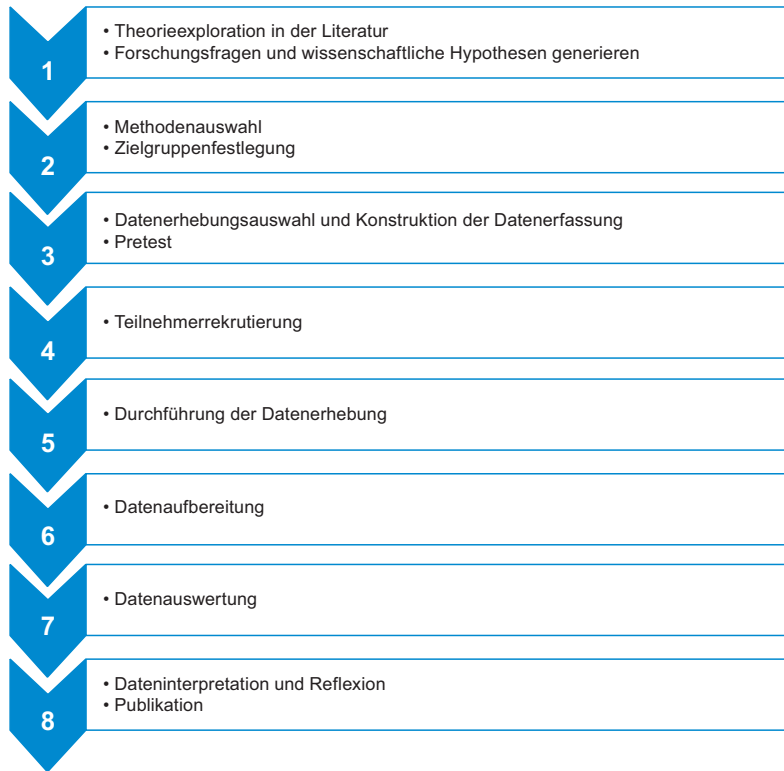 1
• Theorieexploration in der Literatur
• Forschungsfragen und wissenschaftliche Hypothesen generieren
2
• Methodenauswahl
• Zielgruppenfestlegung
3
• Datenerhebungsauswahl und Konstruktion der Datenerfassung
• Pretest
4
• Teilnehmerrekrutierung
5
• Durchführung der Datenerhebung
6
• Datenaufbereitung
7
• Datenauswertung
8
• Dateninterpretation und Reflexion
• Publikation